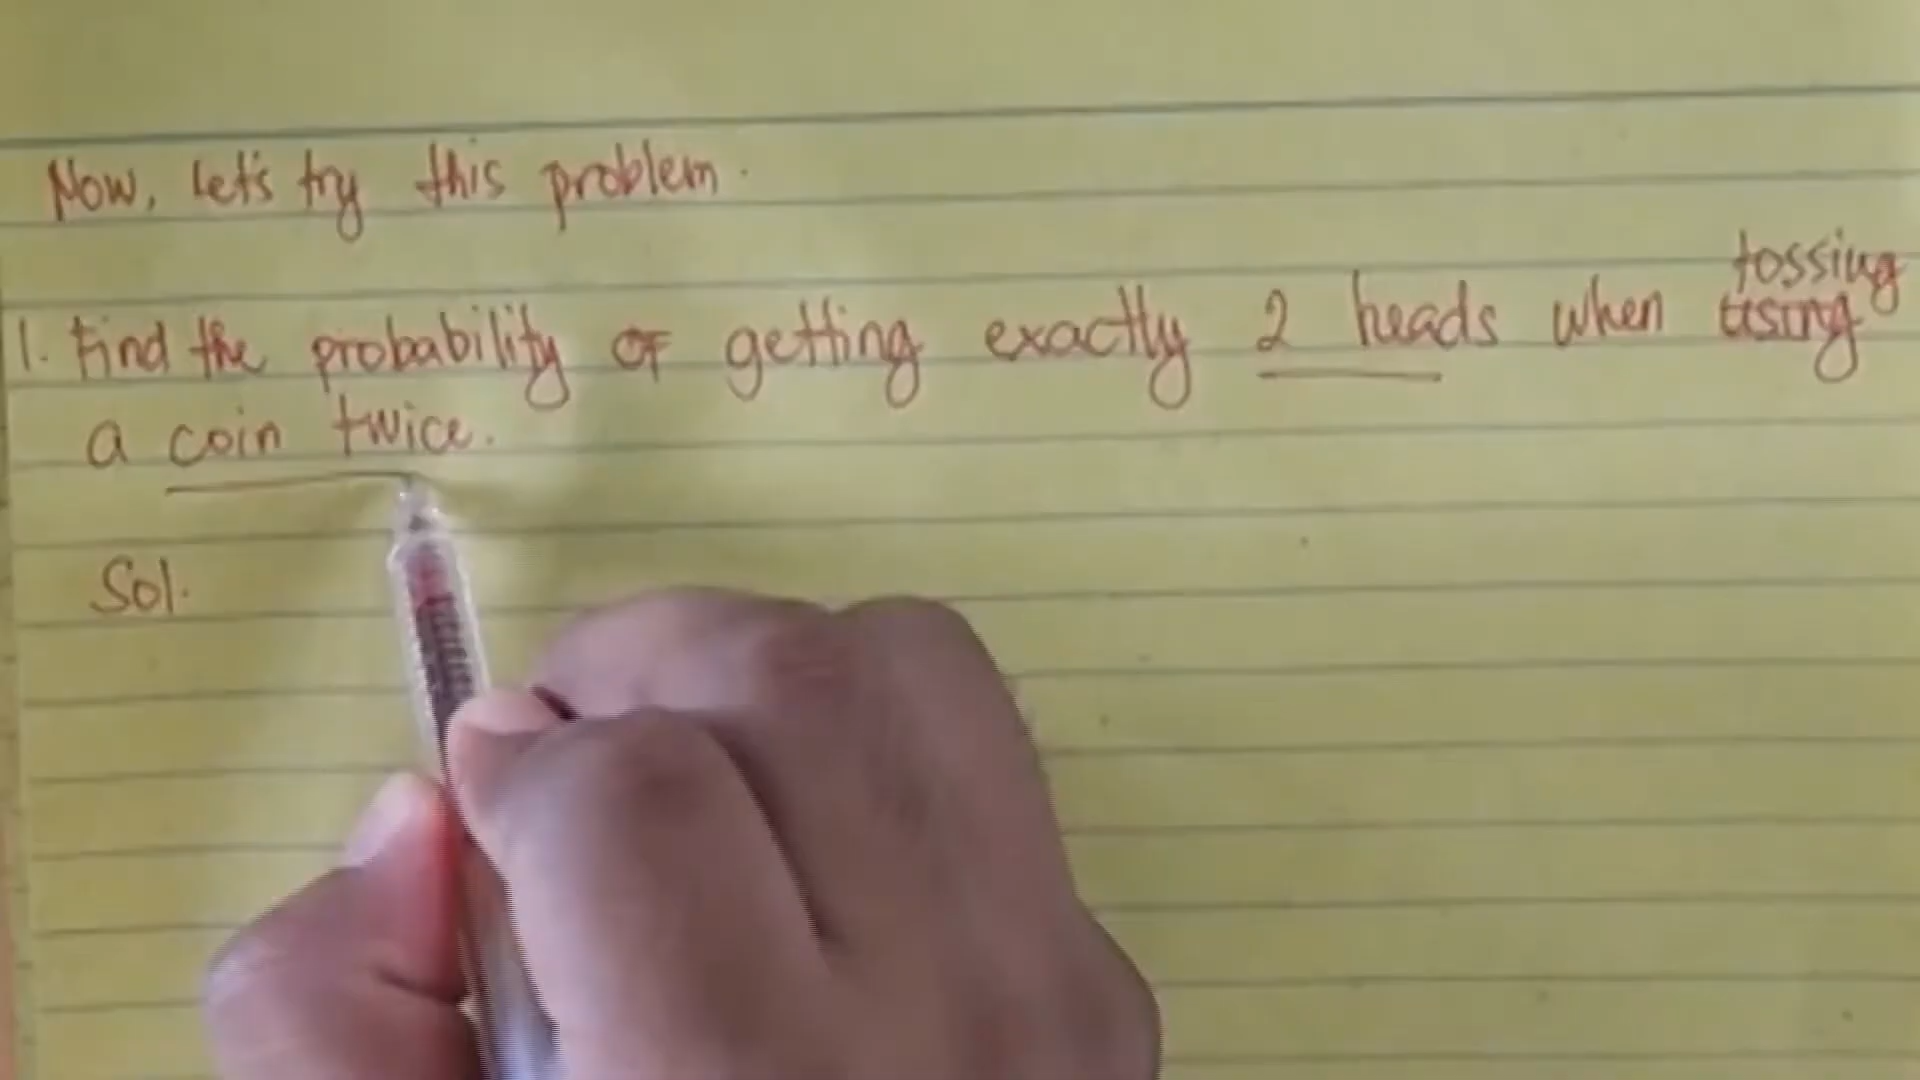 Now, let's try this problem.
1. Find the probability of getting exactly 2 heads when tossing
a coin twice.
Sol.